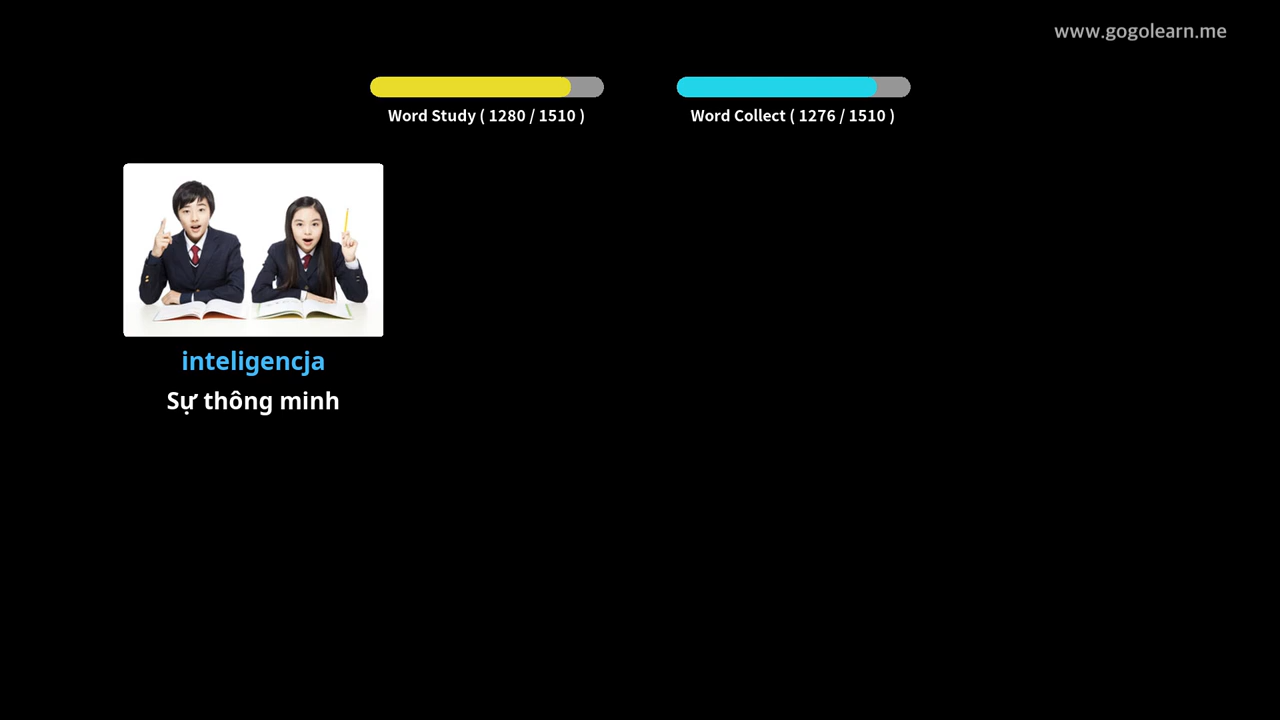 www.gogolearn.me
Word Study ( 1280 / 1510 )
Word Collect ( 1276 / 1510 )
inteligencja
Sự thông minh